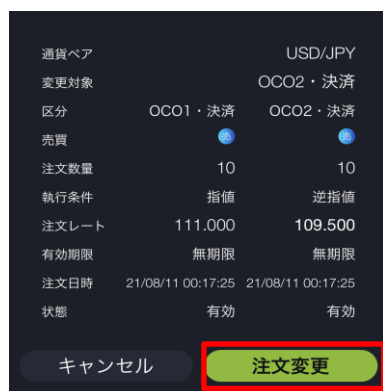 通貨ペア USD/JPY
変更対象 OCO2・決済
区分 OCO1・決済 OCO2・決済
売買 売 売
注文数量 10 10
執行条件 指値 逆指値
注文レート 111.000 109.500
有効期限 無期限 無期限
注文日時 21/08/11 00:17:25 21/08/11 00:17:25
状態 有効 有効
キャンセル 注文変更